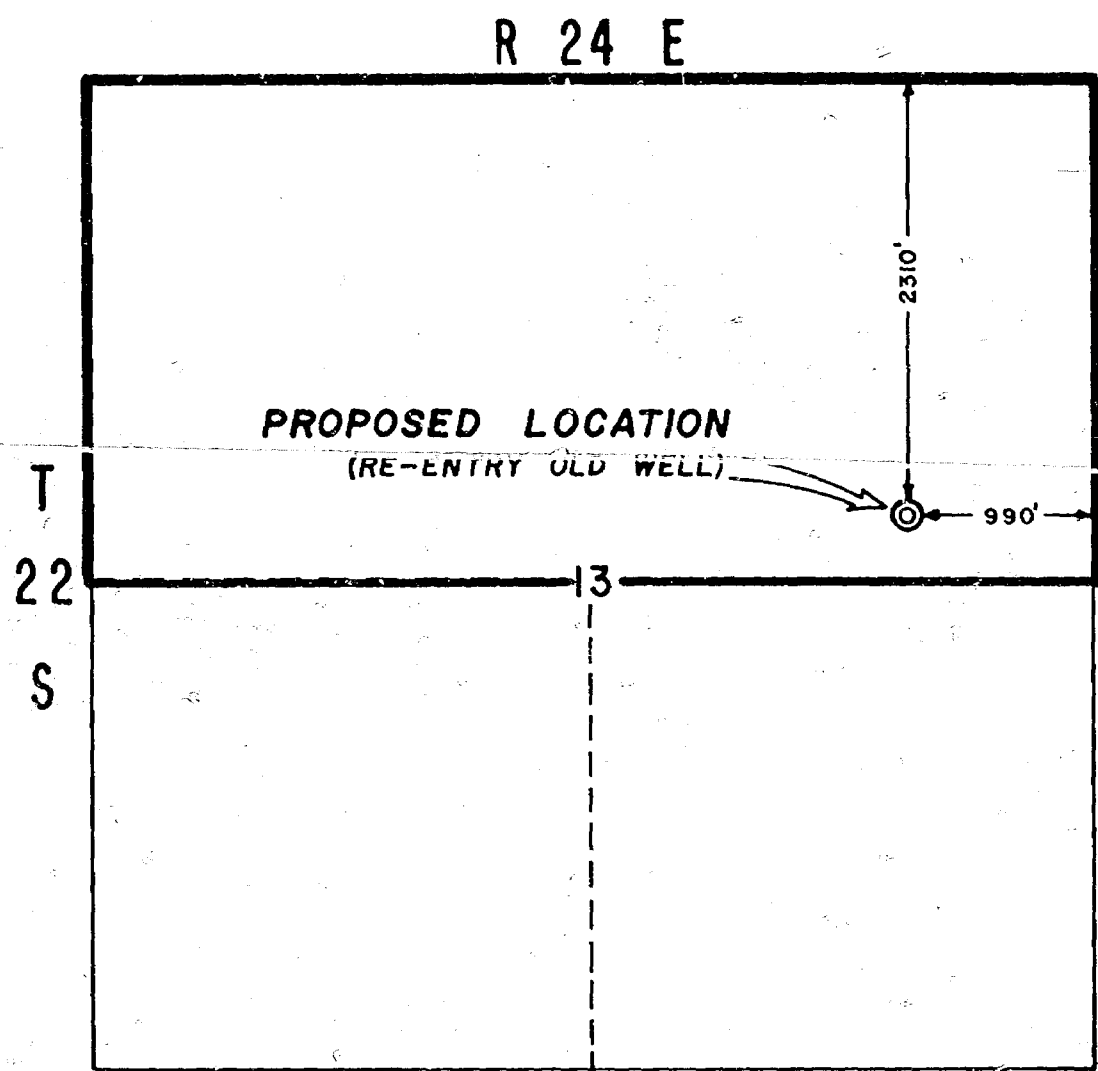 R 24 E
2310'
PROPOSED LOCATION
(RE-ENTRY OLD WELL)
T
990'
22
13
S